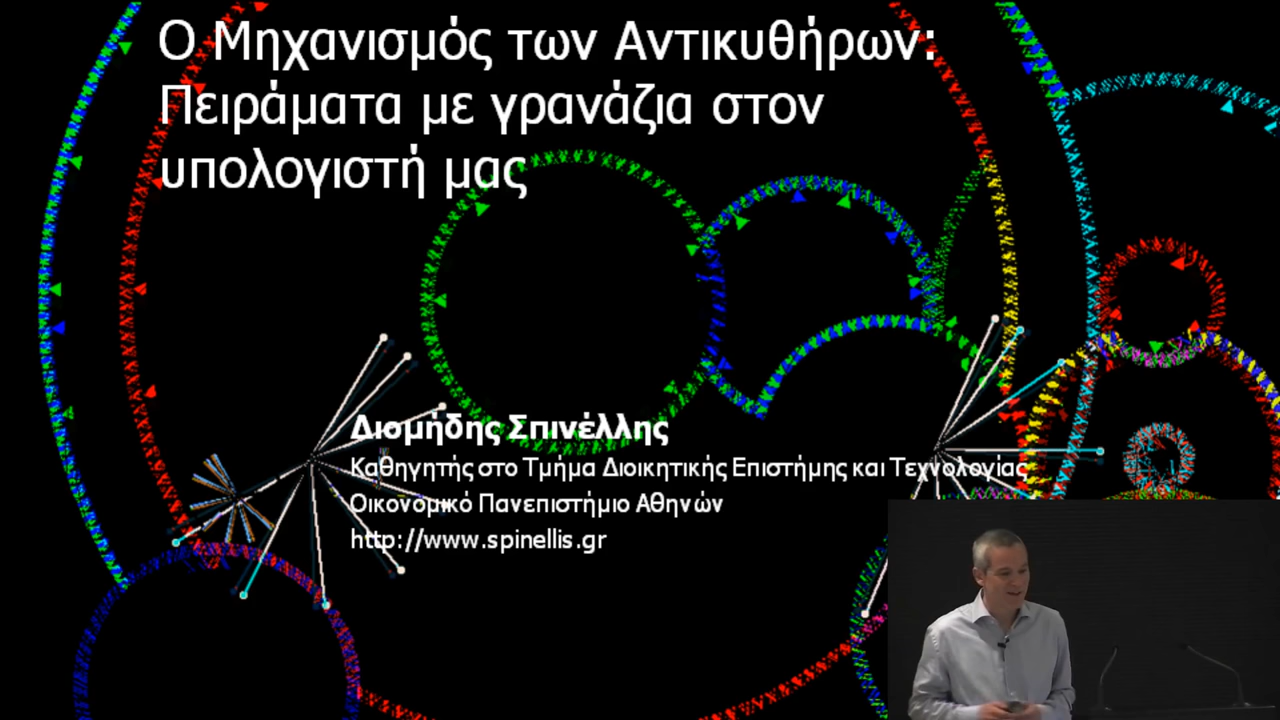 Ο Μηχανισμός των Αντικυθήρων:
Πειράματα με γρανάζια στον
υπολογιστή μας
Διομήδης Σπινέλλης
Καθηγητής στο Τμήμα Διοικητικής Επιστήμης και Τεχνολογίας
Οικονομικό Πανεπιστήμιο Αθηνών
http://www.spinellis.gr